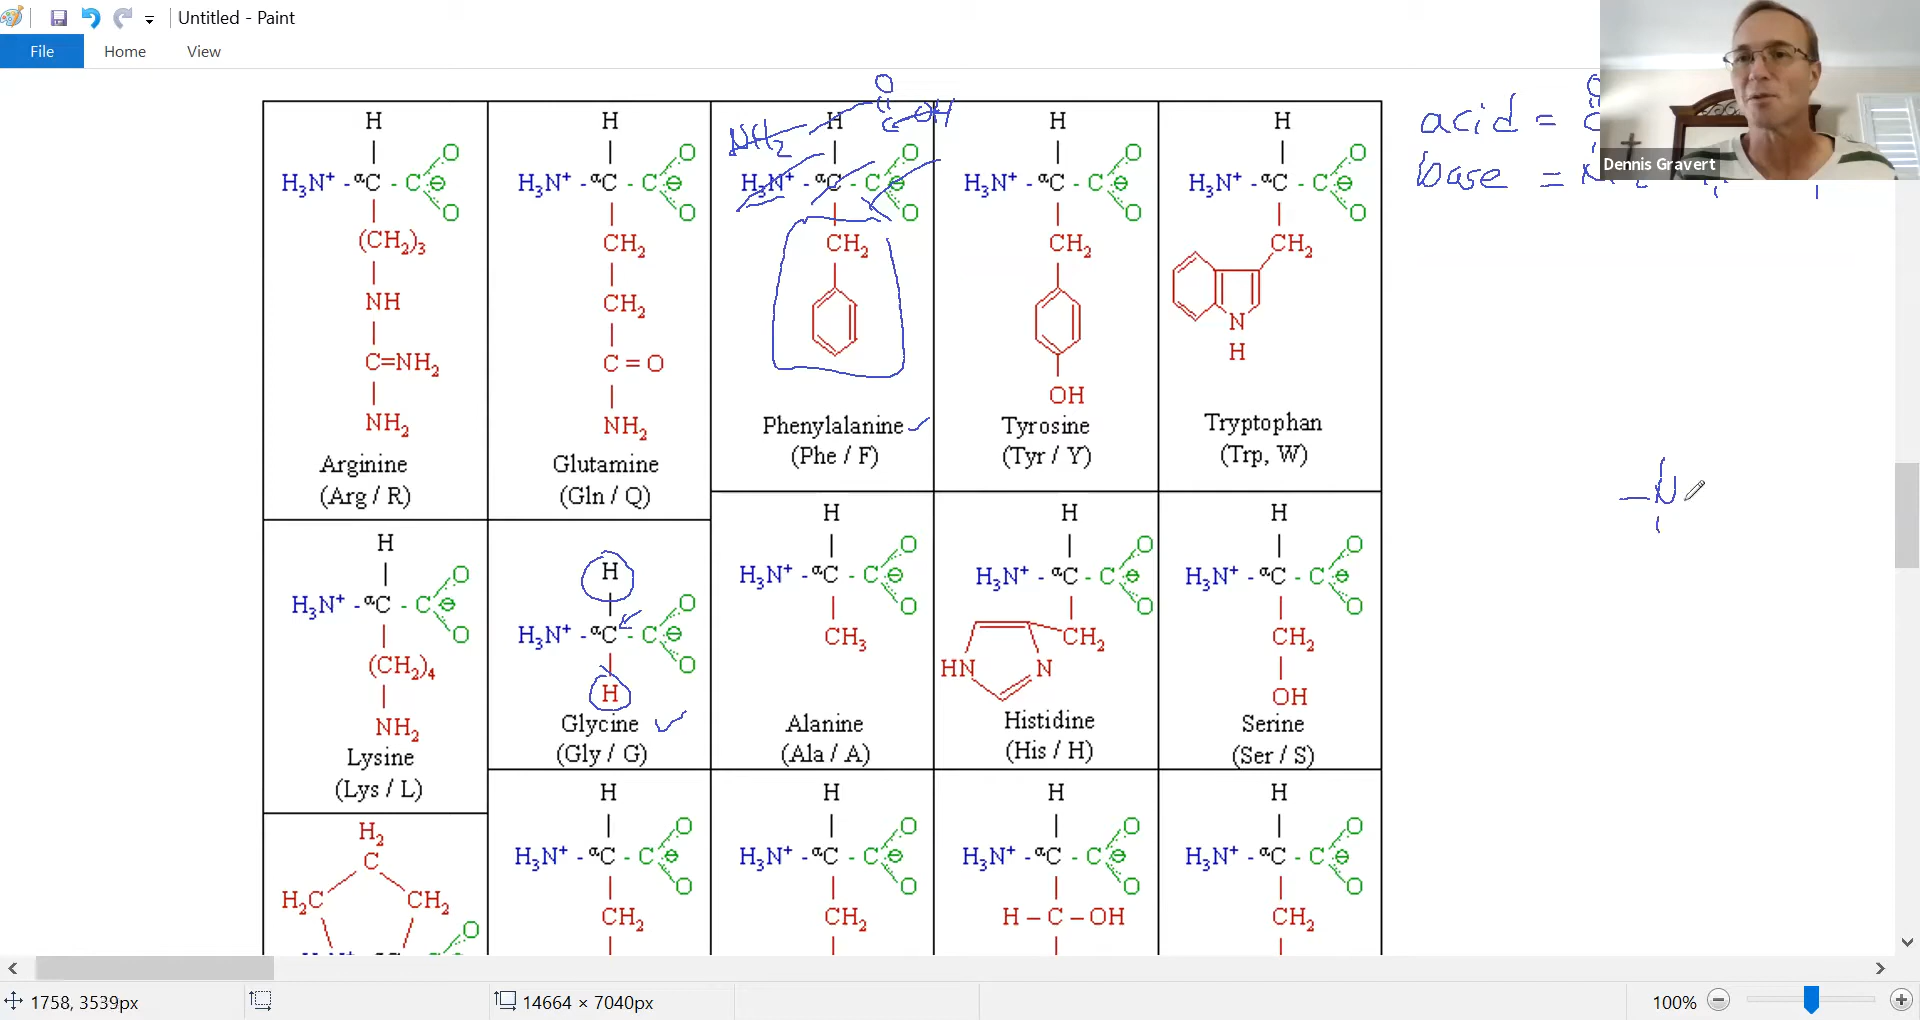 Untitled - Paint
File Home View
acid =
base =
Dennis Gravert
H H H H H
NH₂ O C OH
H₃N⁺ - αC - C ⊖ O O
H₃N⁺ - αC - C ⊖ O O
H₃N⁺ - αC - C ⊖ O O
H₃N⁺ - αC - C ⊖ O O
H₃N⁺ - αC - C ⊖ O O
(CH₂)₃
NH
C=NH₂
NH₂
Arginine
(Arg / R)
CH₂
CH₂
C = O
NH₂
Glutamine
(Gln / Q)
CH₂
Phenylalanine
(Phe / F)
CH₂
OH
Tyrosine
(Tyr / Y)
CH₂
N
H
Tryptophan
(Trp, W)
– N
H
H₃N⁺ - αC - C ⊖ O O
(CH₂)₄
NH₂
Lysine
(Lys / L)
H
H₃N⁺ - αC - C ⊖ O O
H
Glycine
(Gly / G)
H
H₃N⁺ - αC - C ⊖ O O
CH₃
Alanine
(Ala / A)
H
H₃N⁺ - αC - C ⊖ O O
HN N CH₂
Histidine
(His / H)
H
H₃N⁺ - αC - C ⊖ O O
CH₂
OH
Serine
(Ser / S)
H₂
C
H₂C CH₂
O
H
H₃N⁺ - αC - C ⊖ O O
CH₂
H
H₃N⁺ - αC - C ⊖ O O
CH₂
H
H₃N⁺ - αC - C ⊖ O O
H – C – OH
H
H₃N⁺ - αC - C ⊖ O O
CH₂
1758, 3539px
14664 × 7040px
100%